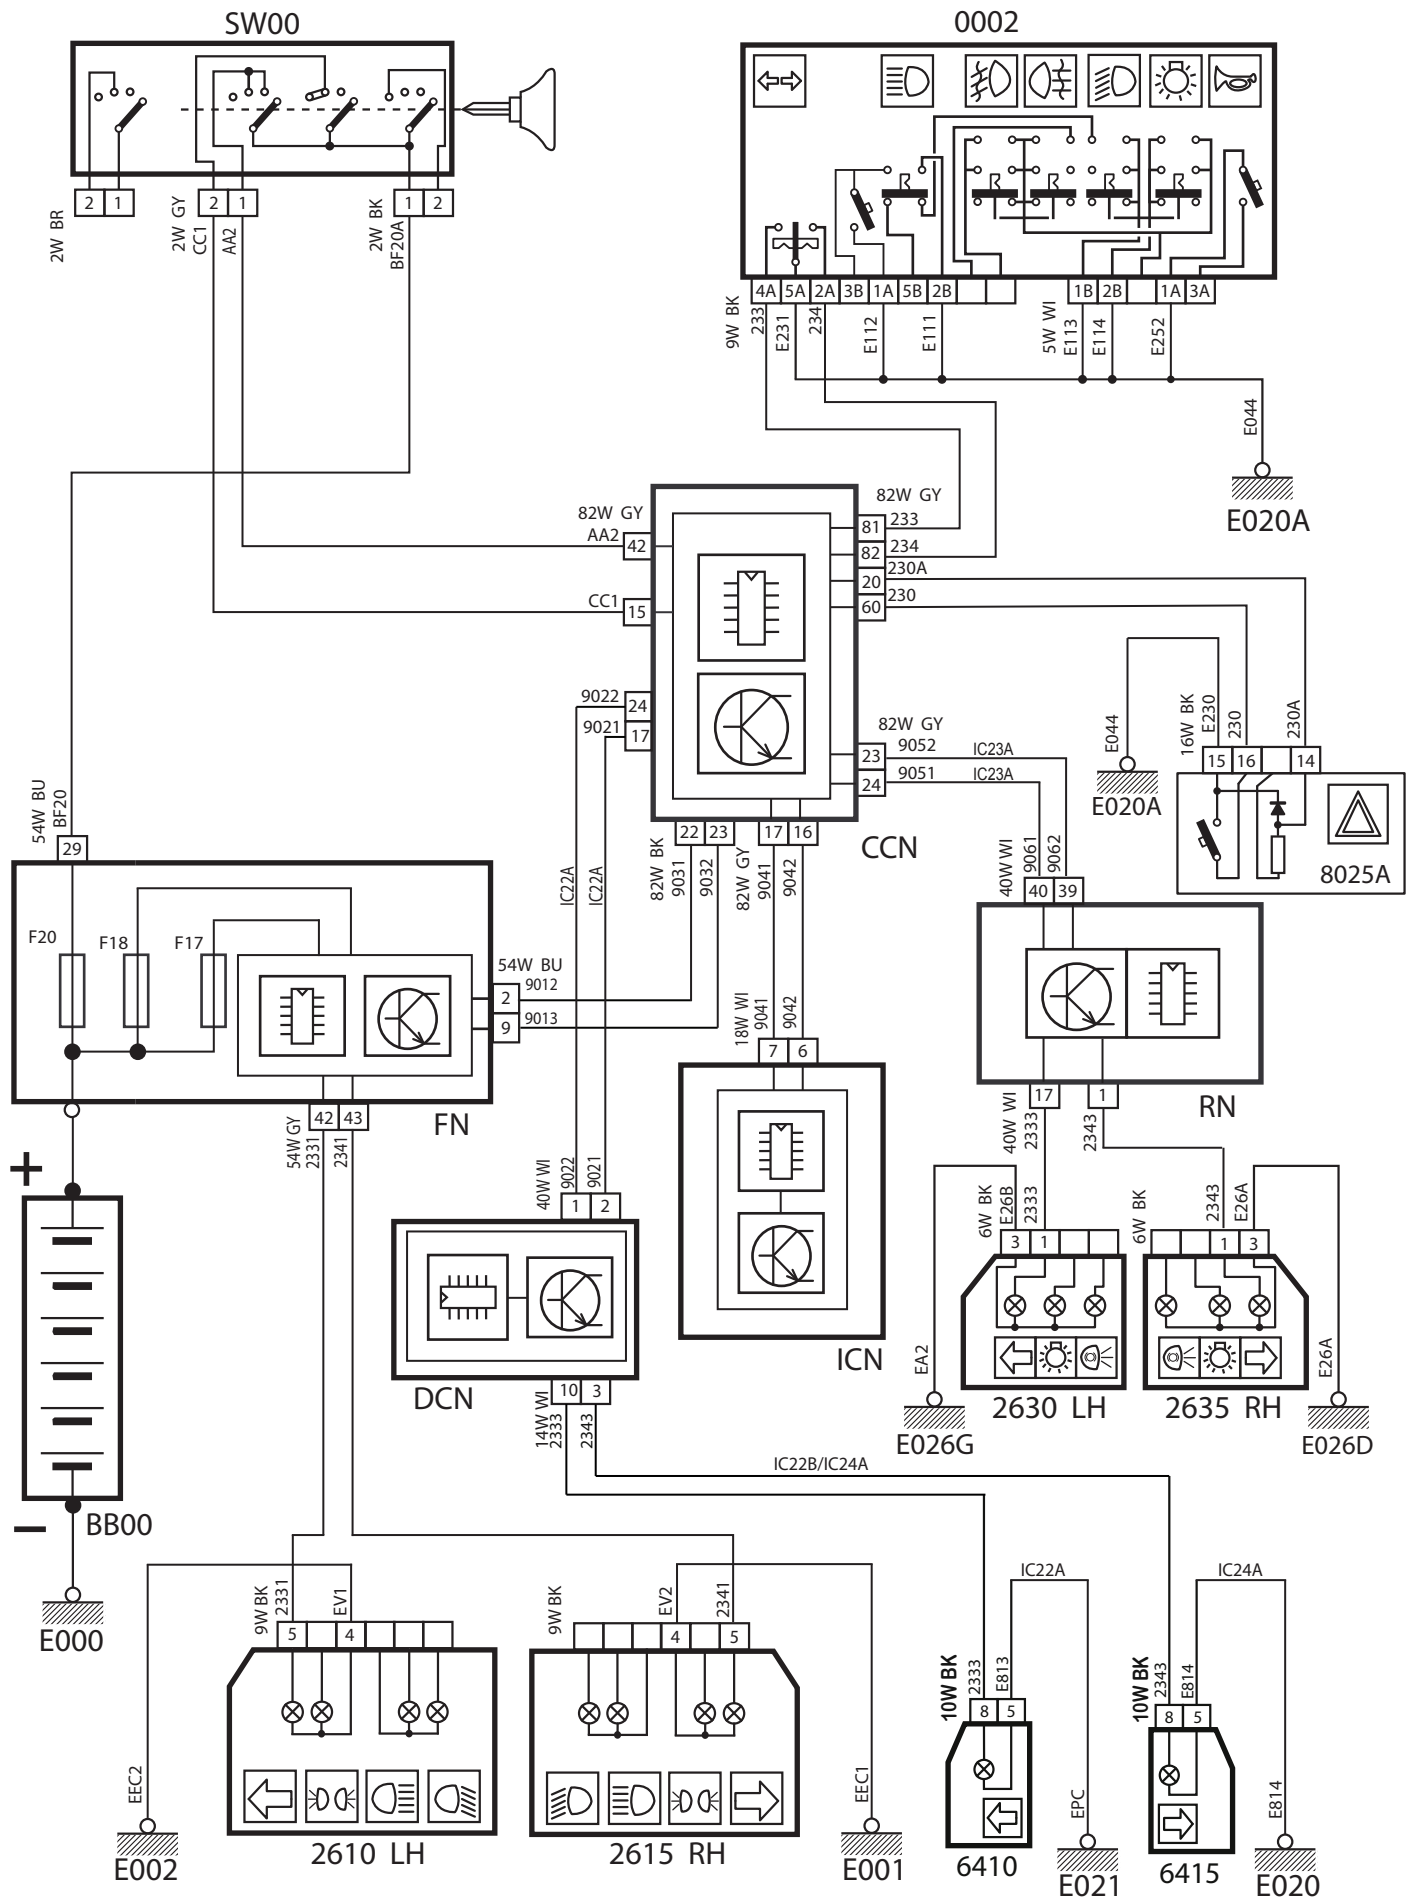 SW00
0002
2
1
2
1
1
2
2W BR
2W GY
CC1
AA2
2W BK
BF20A
4A
5A
2A
3B
1A
5B
2B
1B
2B
1A
3A
9W BK
233
E231
234
E112
E111
5W WI
E113
E114
E252
E044
E020A
82W GY
AA2
42
CC1
15
82W GY
81
233
82
234
20
230A
60
230
9022
24
9021
17
82W GY
23
9052
IC23A
24
9051
IC23A
E044
E020A
16W BK
E230
230
230A
15
16
14
8025A
54W BU
BF20
29
22
23
17
16
CCN
82W BK
9031
9032
82W GY
9041
9042
IC22A
IC22A
40W WI
9061
9062
40
39
F20
F18
F17
54W BU
2
9012
9
9013
18W WI
9041
9042
7
6
42
43
FN
54W GY
2331
2341
17
1
RN
40W WI
2333
2343
+
40W WI
9022
9021
1
2
6W BK
E26B
2333
6W BK
2343
E26A
3
1
1
3
ICN
EA2
E26A
DCN
10
3
14W WI
2333
2343
2630 LH
2635 RH
E026G
E026D
IC22B/IC24A
–
BB00
E000
9W BK
2331
EV1
9W BK
EV2
2341
5
4
4
5
IC22A
IC24A
10W BK
2333
E813
10W BK
2343
E814
8
5
8
5
EEC2
EEC1
EPC
E814
2610 LH
2615 RH
E002
E001
6410
6415
E021
E020